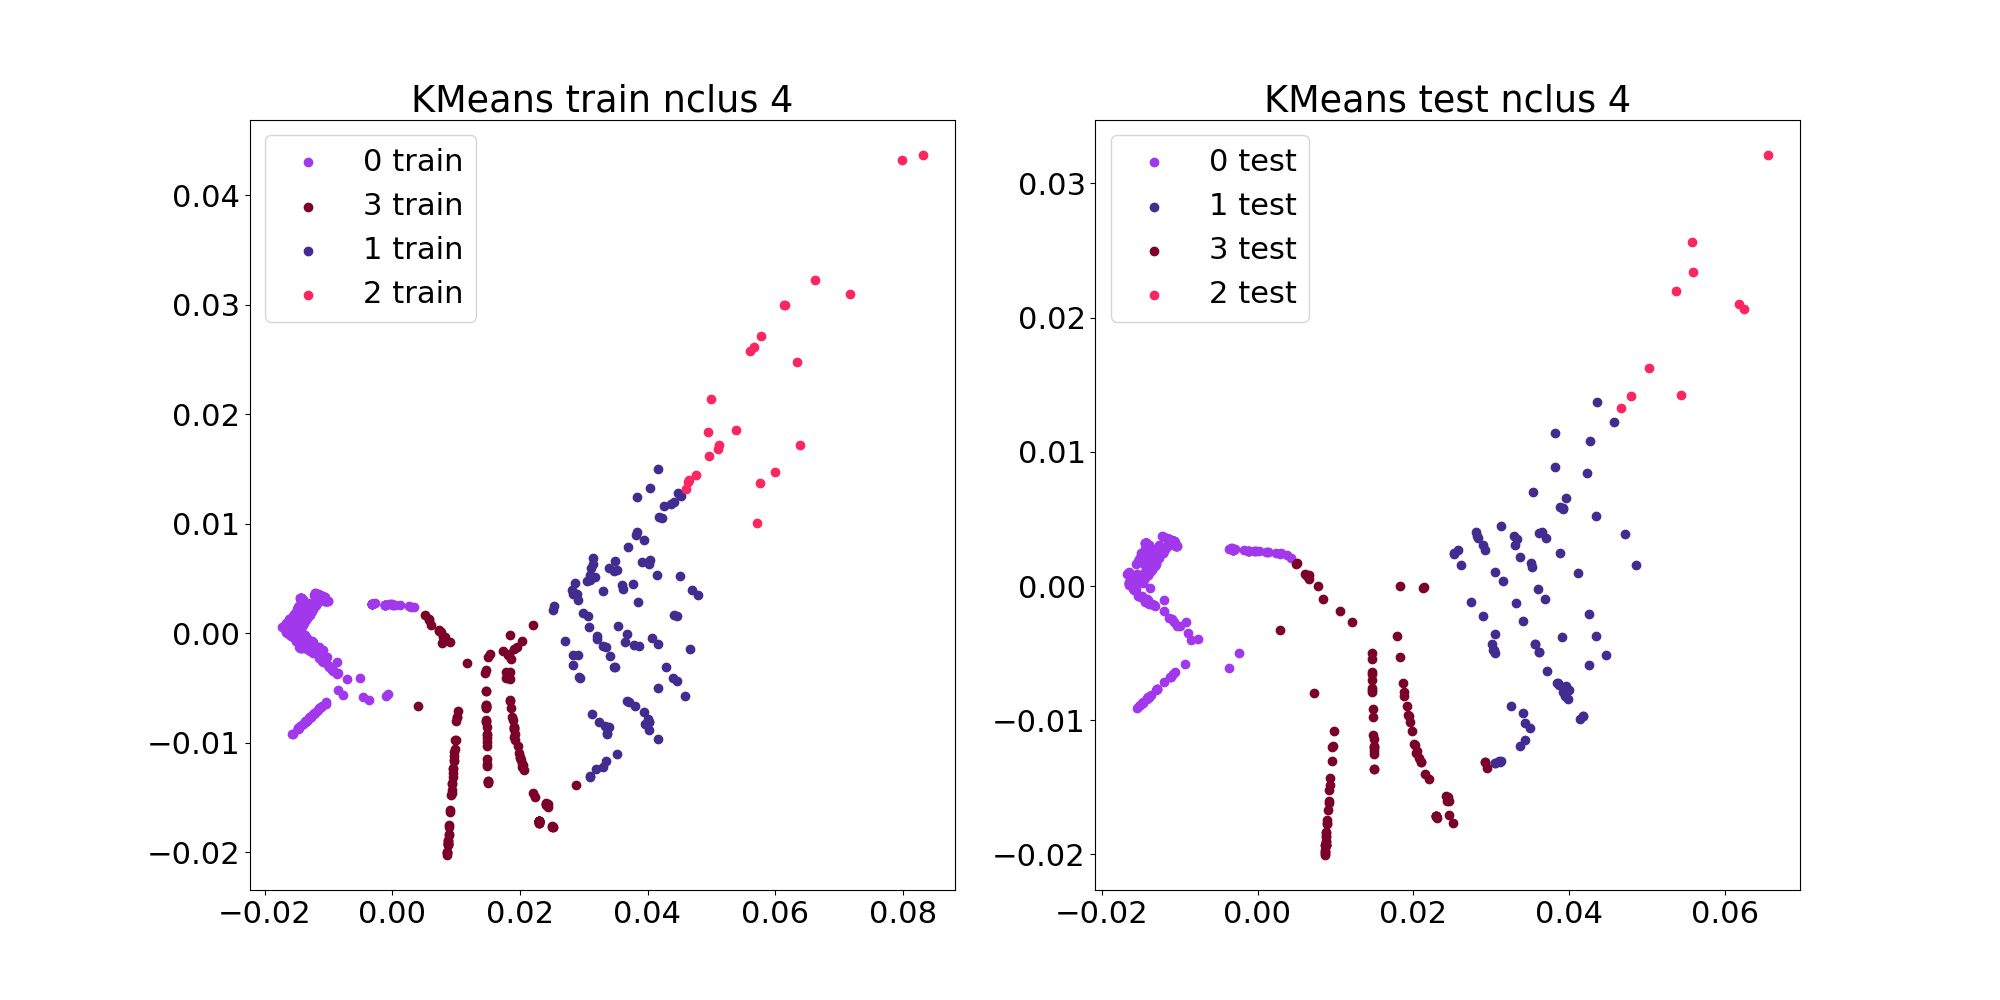 KMeans train nclus 4
0 train
3 train
1 train
2 train
0.04
0.03
0.02
0.01
0.00
−0.01
−0.02
−0.02 0.00 0.02 0.04 0.06 0.08
KMeans test nclus 4
0 test
1 test
3 test
2 test
0.03
0.02
0.01
0.00
−0.01
−0.02
−0.02 0.00 0.02 0.04 0.06